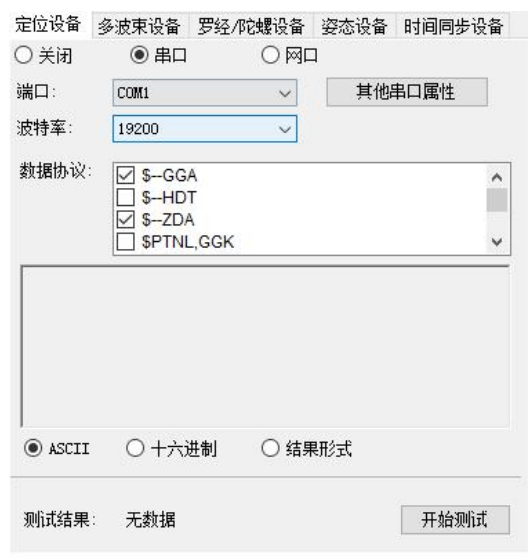 定位设备 多波束设备 罗经/陀螺设备 姿态设备 时间同步设备
关闭 串口 网口
端口: COM1 其他串口属性
波特率: 19200
数据协议: $--GGA
$--HDT
$--ZDA
$PTNL,GGK
ASCII 十六进制 结果形式
测试结果: 无数据 开始测试